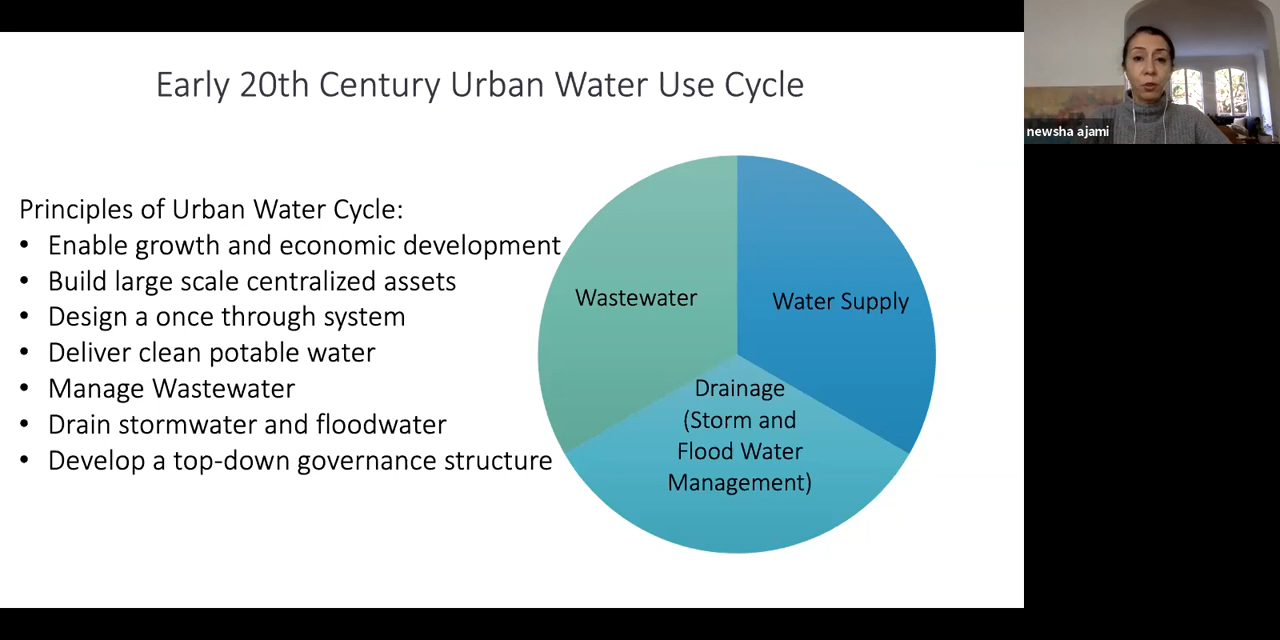 Early 20th Century Urban Water Use Cycle
Principles of Urban Water Cycle:
• Enable growth and economic development
• Build large scale centralized assets
• Design a once through system
• Deliver clean potable water
• Manage Wastewater
• Drain stormwater and floodwater
• Develop a top-down governance structure
Wastewater
Water Supply
Drainage
(Storm and
Flood Water
Management)
newsha ajami